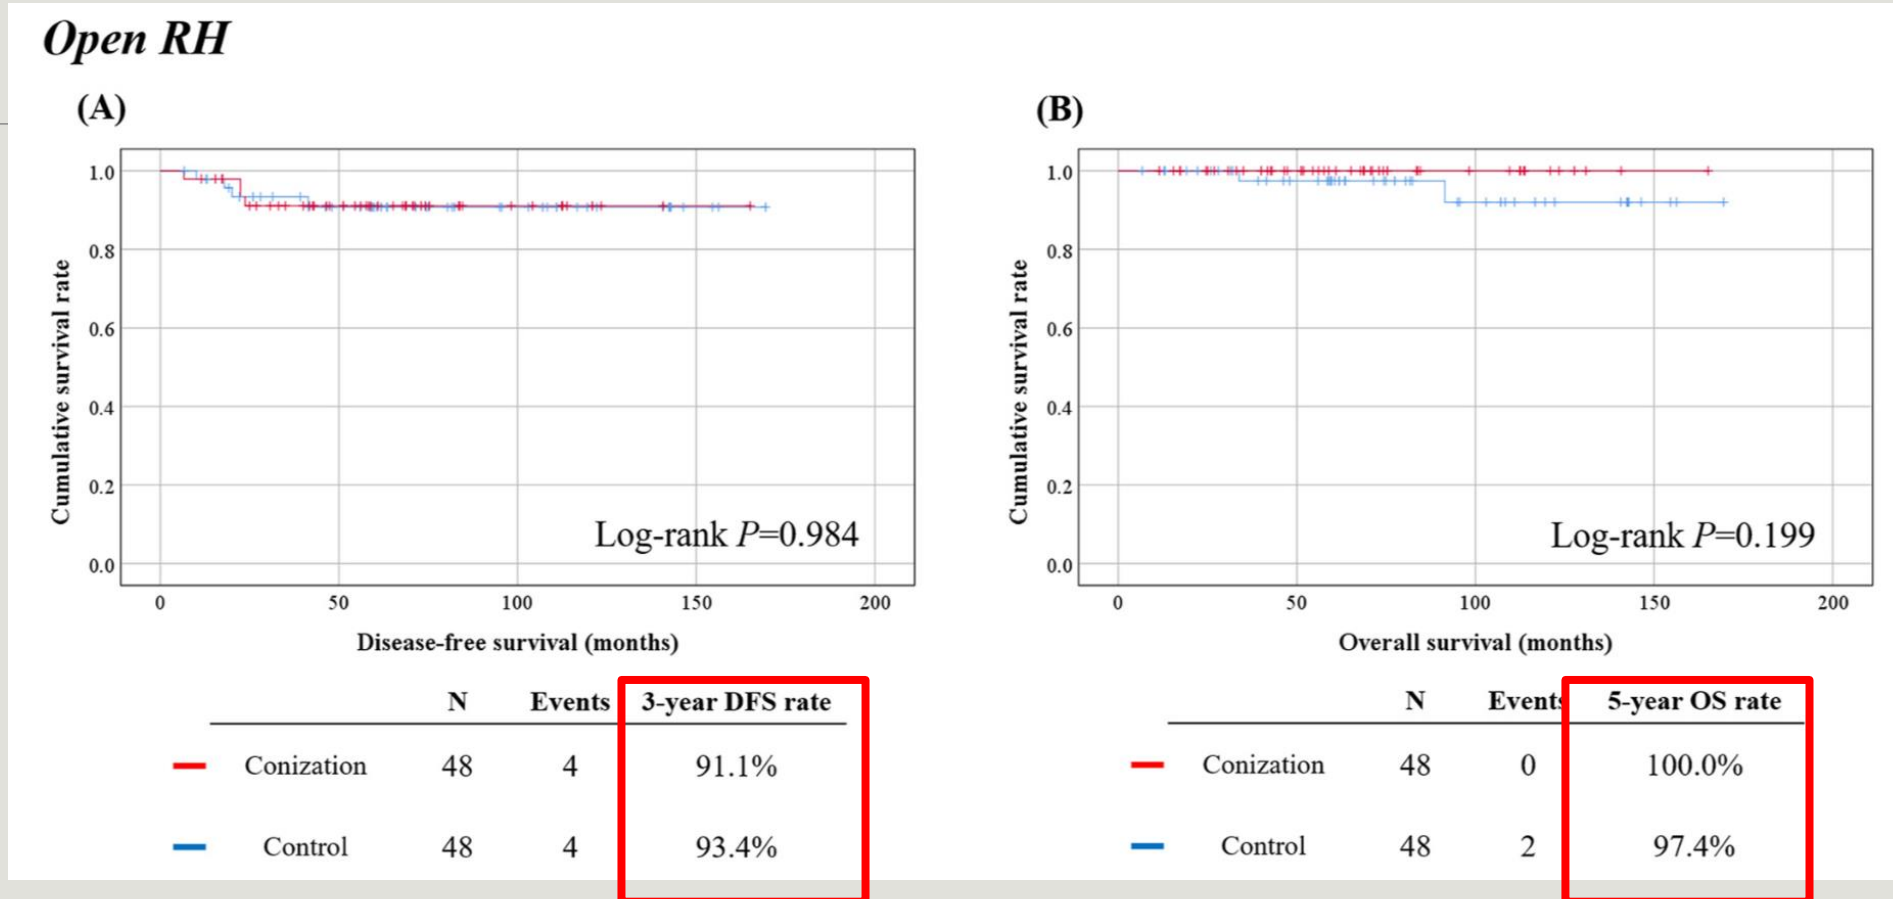 Open RH
(A)
1.0
0.8
0.6
0.4
0.2
0.0
Cumulative survival rate
Log-rank P=0.984
0 50 100 150 200
Disease-free survival (months)
N Events 3-year DFS rate
Conization 48 4 91.1%
Control 48 4 93.4%
(B)
1.0
0.8
0.6
0.4
0.2
0.0
Cumulative survival rate
Log-rank P=0.199
0 50 100 150 200
Overall survival (months)
N Events 5-year OS rate
Conization 48 0 100.0%
Control 48 2 97.4%